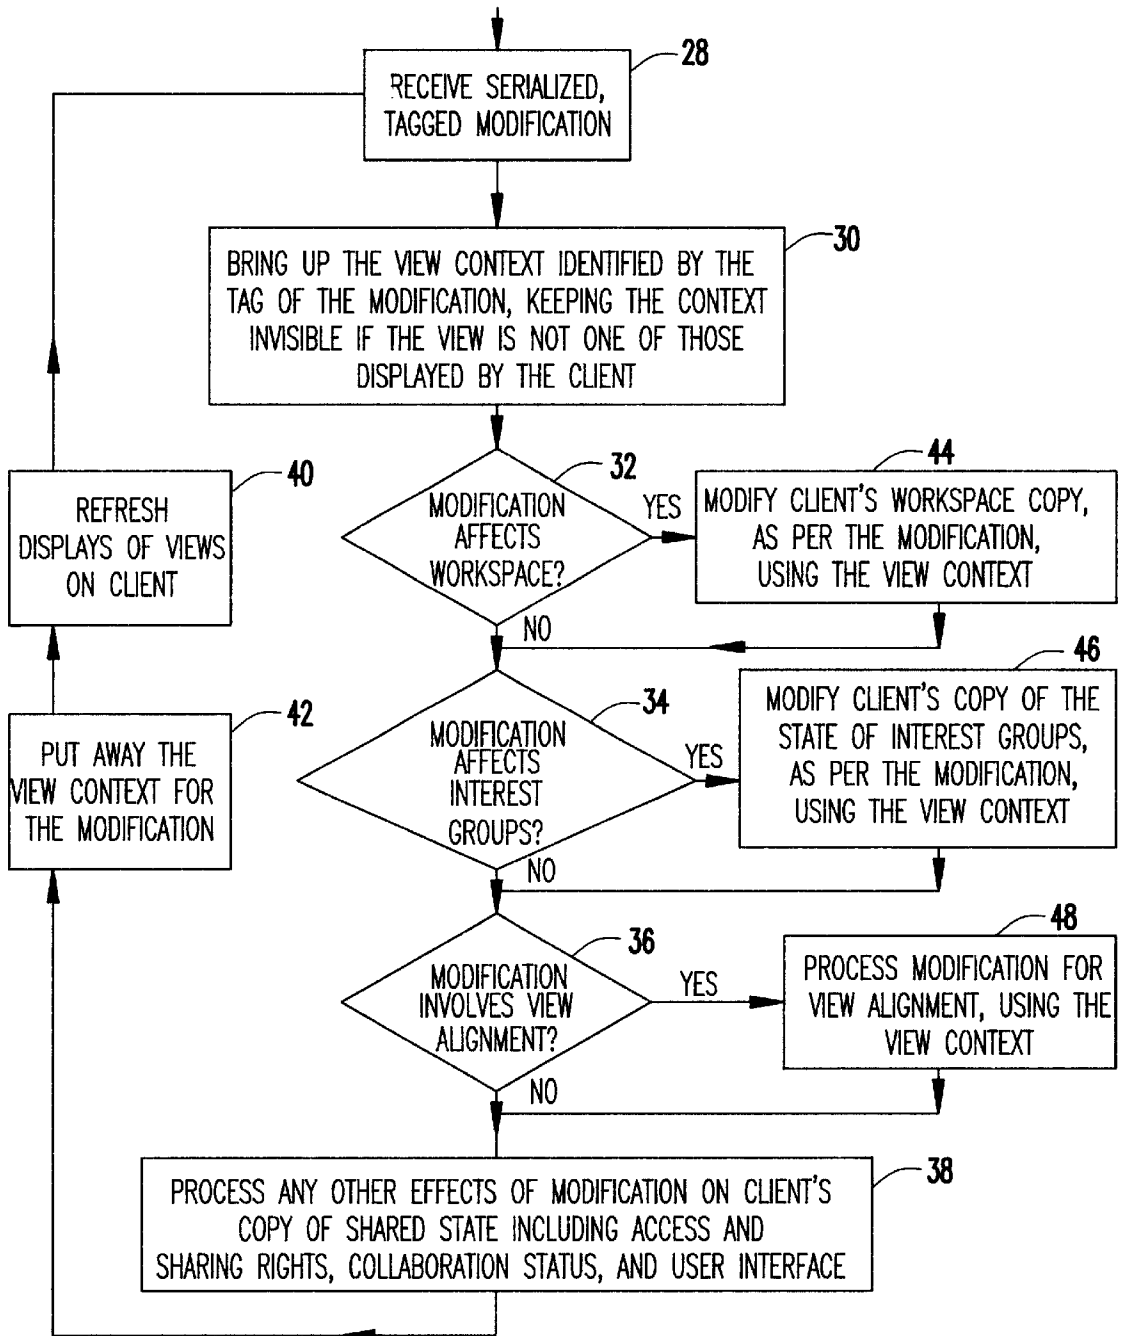 28
RECEIVE SERIALIZED,
TAGGED MODIFICATION
30
BRING UP THE VIEW CONTEXT IDENTIFIED BY THE
TAG OF THE MODIFICATION, KEEPING THE CONTEXT
INVISIBLE IF THE VIEW IS NOT ONE OF THOSE
DISPLAYED BY THE CLIENT
32
MODIFICATION
AFFECTS
WORKSPACE?
YES
NO
44
MODIFY CLIENT'S WORKSPACE COPY,
AS PER THE MODIFICATION,
USING THE VIEW CONTEXT
40
REFRESH
DISPLAYS OF VIEWS
ON CLIENT
34
MODIFICATION
AFFECTS
INTEREST
GROUPS?
YES
NO
46
MODIFY CLIENT'S COPY OF THE
STATE OF INTEREST GROUPS,
AS PER THE MODIFICATION,
USING THE VIEW CONTEXT
42
PUT AWAY THE
VIEW CONTEXT FOR
THE MODIFICATION
36
MODIFICATION
INVOLVES VIEW
ALIGNMENT?
YES
NO
48
PROCESS MODIFICATION FOR
VIEW ALIGNMENT, USING THE
VIEW CONTEXT
38
PROCESS ANY OTHER EFFECTS OF MODIFICATION ON CLIENT'S
COPY OF SHARED STATE INCLUDING ACCESS AND
SHARING RIGHTS, COLLABORATION STATUS, AND USER INTERFACE